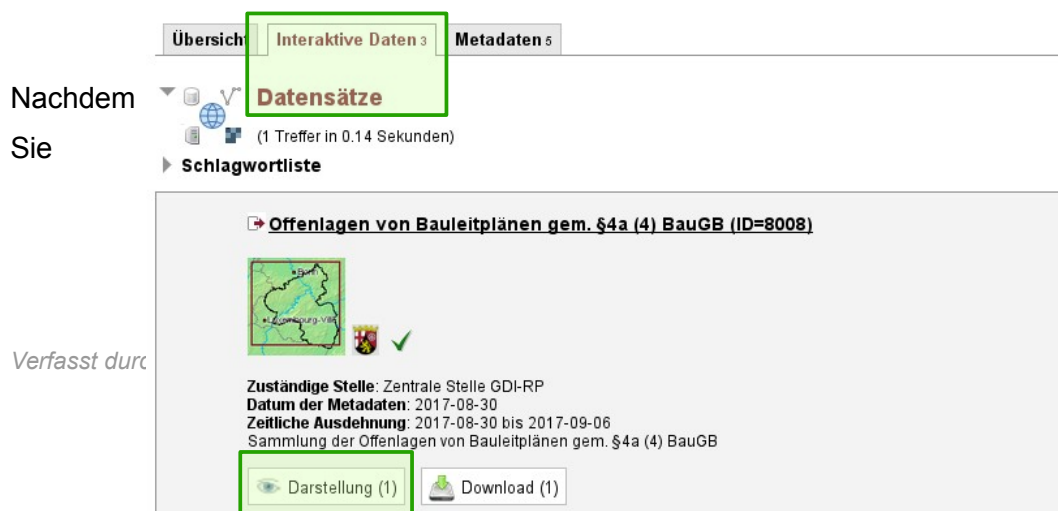 Übersicht Interaktive Daten 3 Metadaten 5
Nachdem
Datensätze
Sie
(1 Treffer in 0.14 Sekunden)
Schlagwortliste
Offenlagen von Bauleitplänen gem. §4a (4) BauGB (ID=8008)
Verfasst durc
Zuständige Stelle: Zentrale Stelle GDI-RP
Datum der Metadaten: 2017-08-30
Zeitliche Ausdehnung: 2017-08-30 bis 2017-09-06
Sammlung der Offenlagen von Bauleitplänen gem. §4a (4) BauGB
Darstellung (1) Download (1)